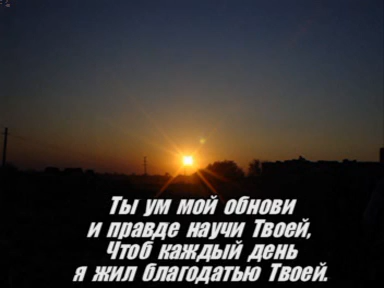 Ты ум мой обнови
и правде научи Твоей,
Чтоб каждый день
я жил благодатью Твоей.